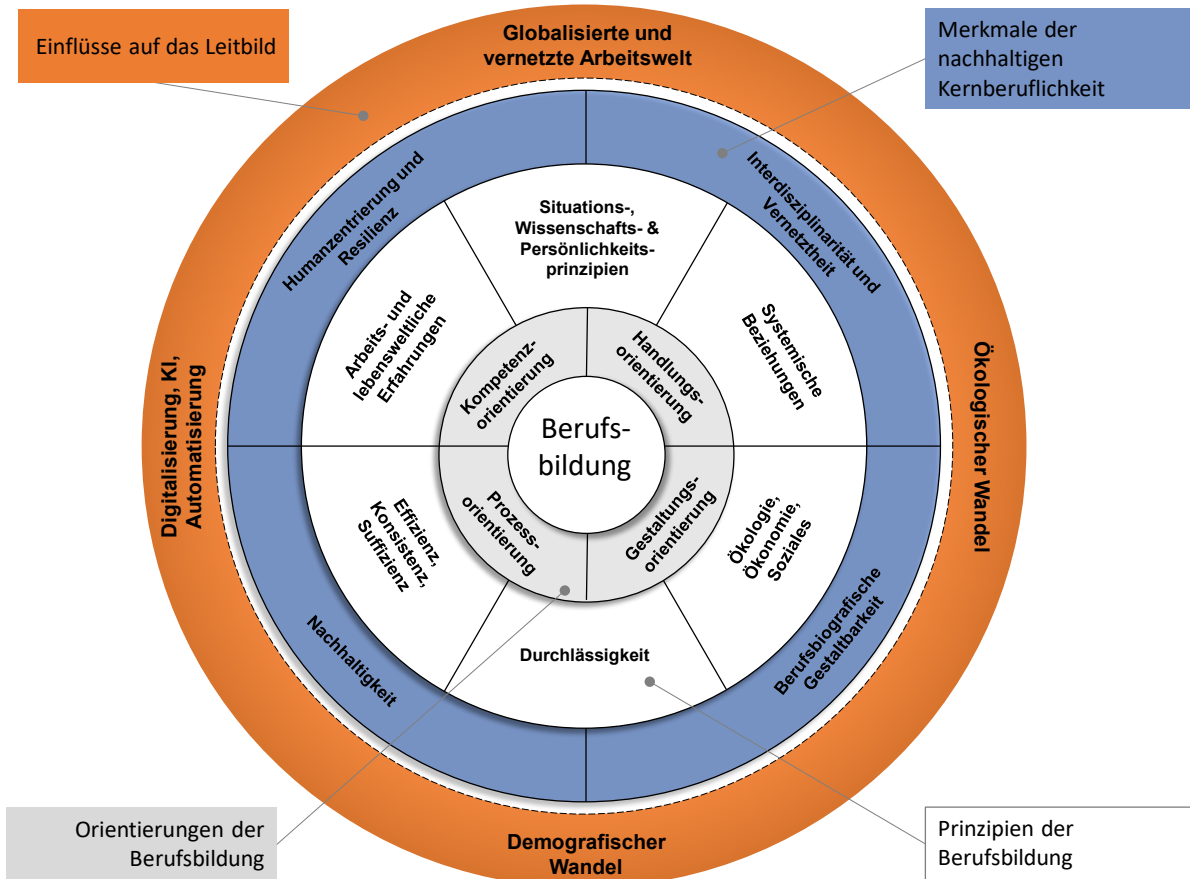 Einflüsse auf das Leitbild
Globalisierte und
vernetzte Arbeitswelt
Merkmale der
nachhaltigen
Kernberuflichkeit
Humanzentrierung und
Resilienz
Interdisziplinarität und
Vernetztheit
Situations-,
Wissenschafts- &
Persönlichkeits-
prinzipien
Arbeits- und
lebensweltliche
Erfahrungen
Systemische
Beziehungen
Kompetenz-
orientierung
Handlungs-
orientierung
Digitalisierung, KI,
Automatisierung
Ökologischer Wandel
Berufs-
bildung
Prozess-
orientierung
Gestaltungs-
orientierung
Effizienz,
Konsistenz,
Suffizienz
Ökologie,
Ökonomie,
Soziales
Durchlässigkeit
Nachhaltigkeit
Berufsbiografische
Gestaltbarkeit
Orientierungen der
Berufsbildung
Demografischer
Wandel
Prinzipien der
Berufsbildung